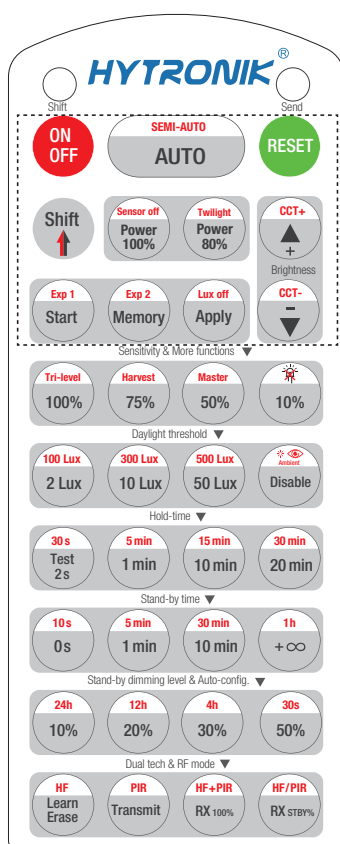 HYTRONIK®
Shift
Send
ON
OFF
SEMI-AUTO
AUTO
RESET
Shift
Sensor off
Power
100%
Twilight
Power
80%
CCT+
+
Brightness
CCT-
-
Exp 1
Start
Exp 2
Memory
Lux off
Apply
Sensitivity & More functions ▼
Tri-level
100%
Harvest
75%
Master
50%
10%
Daylight threshold ▼
100 Lux
2 Lux
300 Lux
10 Lux
500 Lux
50 Lux
Ambient
Disable
Hold-time ▼
30 s
Test
2 s
5 min
1 min
15 min
10 min
30 min
20 min
Stand-by time ▼
10 s
0 s
5 min
1 min
30 min
10 min
1h
+∞
Stand-by dimming level & Auto-config. ▼
24h
10%
12h
20%
4h
30%
30s
50%
Dual tech & RF mode ▼
HF
Learn
Erase
PIR
Transmit
HF+PIR
RX 100%
HF/PIR
RX STBY%